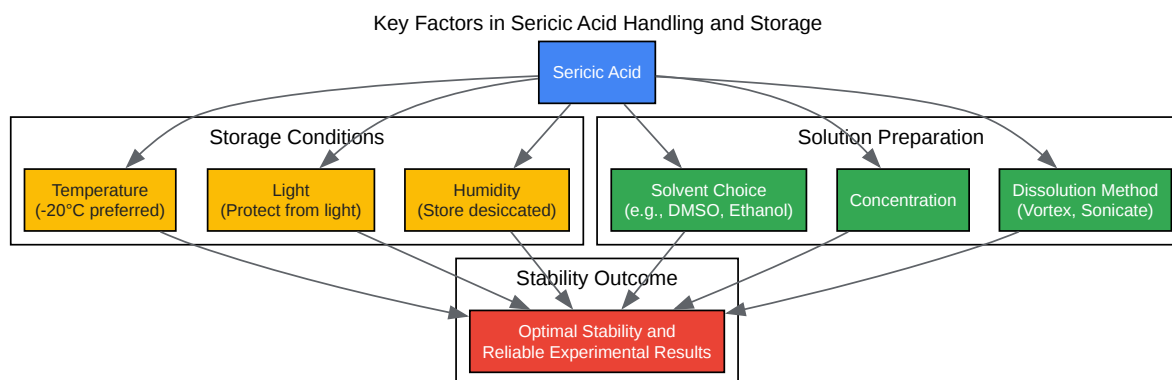 Key Factors in Sericic Acid Handling and Storage
Sericic Acid
Storage Conditions
Solution Preparation
Temperature
(-20°C preferred)
Light
(Protect from light)
Humidity
(Store desiccated)
Solvent Choice
(e.g., DMSO, Ethanol)
Concentration
Dissolution Method
(Vortex, Sonicate)
Stability Outcome
Optimal Stability and
Reliable Experimental Results